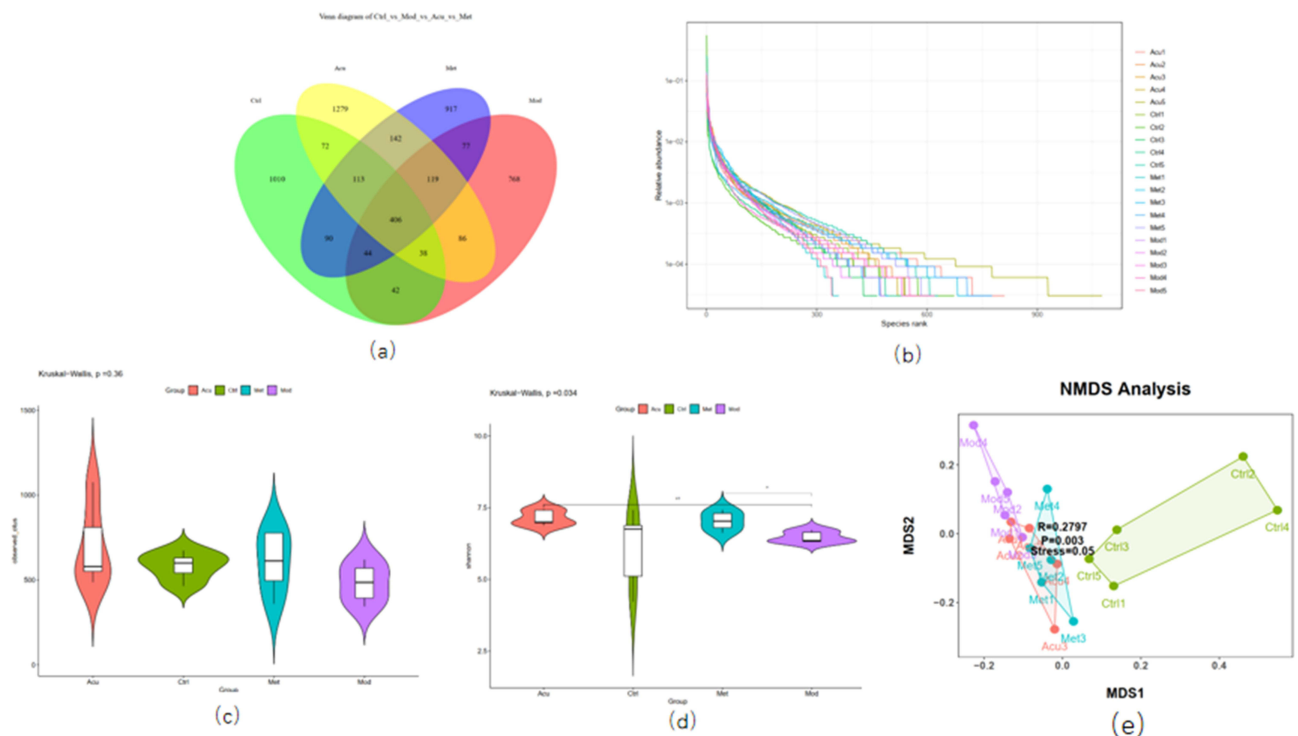 Venn diagram of Ctrl_vs_Mod_vs_Acu_vs_Met
Acu
Met
Ctrl
Mod
1279
917
142
72
77
1010
113
119
768
406
90
86
44
38
42
(a)
Relative abundance
1e-01
1e-02
1e-03
1e-04
0
300
600
900
Species rank
Acu1
Acu2
Acu3
Acu4
Acu5
Ctrl1
Ctrl2
Ctrl3
Ctrl4
Ctrl5
Met1
Met2
Met3
Met4
Met5
Mod1
Mod2
Mod3
Mod4
Mod5
(b)
Kruskal-Wallis, p =0.36
Group Acu Ctrl Met Mod
observed_otus
1500
1000
500
0
Acu Ctrl Met Mod
Group
(c)
Kruskal-Wallis, p =0.034
Group Acu Ctrl Met Mod
shannon
10.0
7.5
5.0
2.5
**
*
Acu Ctrl Met Mod
Group
(d)
NMDS Analysis
MDS2
0.2
0.0
-0.2
Mod4
Mod5
Mod2
Met4
R=0.2797
P=0.003
Stress=0.05
Met5
Met2
Met1
Met3
Acu3
Ctrl2
Ctrl4
Ctrl3
Ctrl5
Ctrl1
-0.2
0.0
0.2
0.4
MDS1
(e)